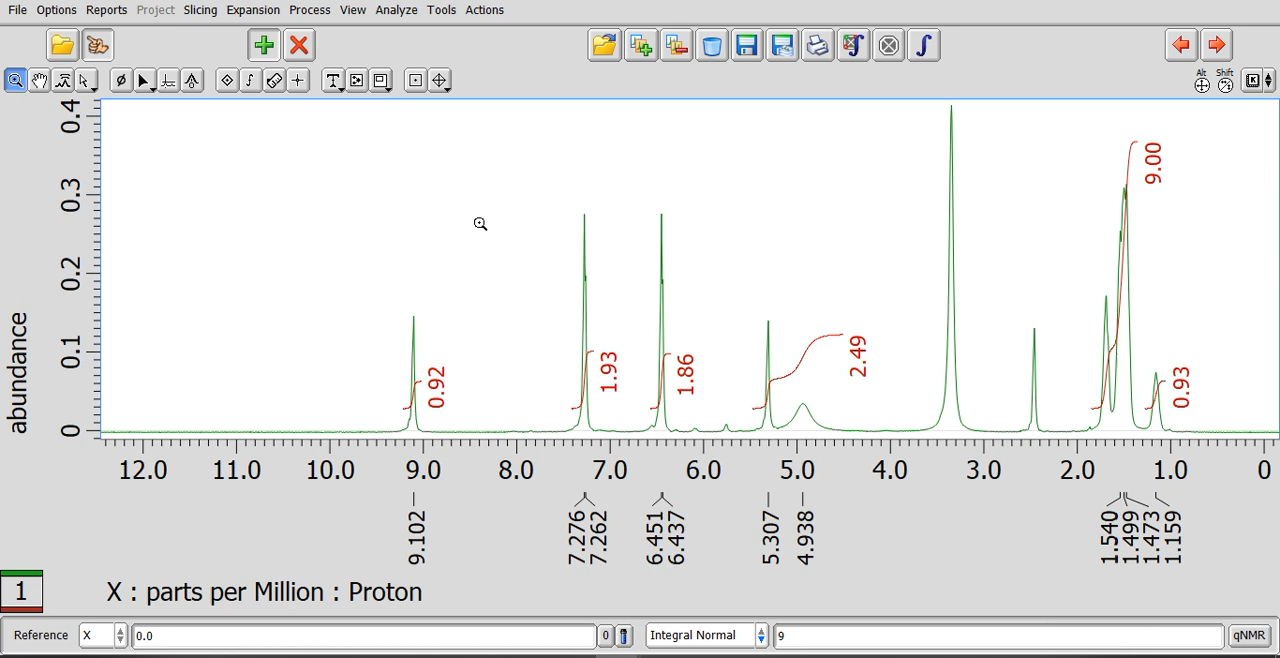 File Options Reports Project Slicing Expansion Process View Analyze Tools Actions
Alt Shift
K
abundance
0.4
0.3
0.2
0.1
0
0.92
1.93
1.86
2.49
9.00
0.93
12.0 11.0 10.0 9.0 8.0 7.0 6.0 5.0 4.0 3.0 2.0 1.0 0
9.102 7.276 7.262 6.451 6.437 5.307 4.938 1.540 1.499 1.473 1.159
1
X : parts per Million : Proton
Reference X 0.0 0 Integral Normal 9 qNMR